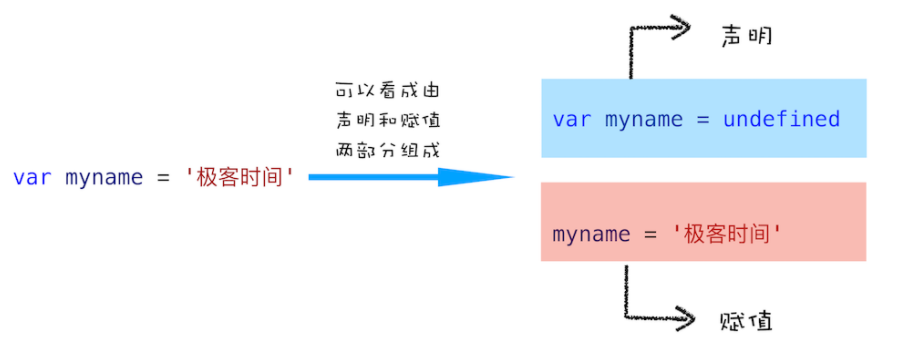 声明
可以看成由
声明和赋值
两部分组成
var myname = undefined
var myname = '极客时间'
myname = '极客时间'
赋值